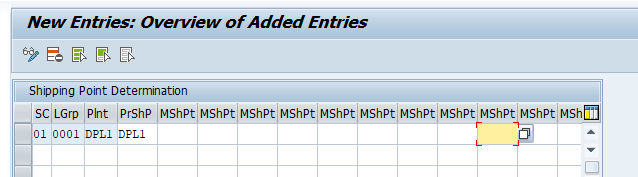 New Entries: Overview of Added Entries
Shipping Point Determination
SC LGrp Plnt PrShP MShPt MShPt MShPt MShPt MShPt MShPt MShPt MShPt MShPt MShPt MSh
01 0001 DPL1 DPL1